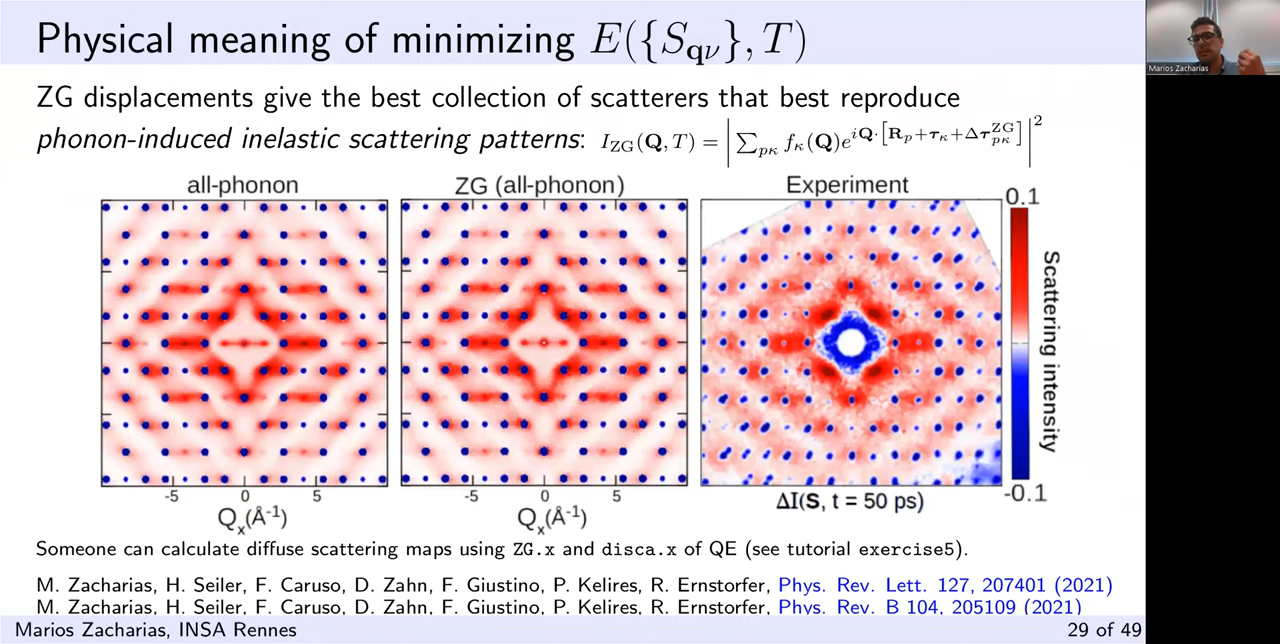 Physical meaning of minimizing E({S_qν}, T)
Marios Zacharias
ZG displacements give the best collection of scatterers that best reproduce
phonon-induced inelastic scattering patterns: I_ZG(Q, T) = |∑_pκ f_κ(Q)e^{iQ·[R_p+τ_κ+Δτ_pκ^ZG]}|²
all-phonon
ZG (all-phonon)
Experiment
0.1
Scattering intensity
-0.1
-5 0 5
-5 0 5
Q_x(Å⁻¹)
Q_x(Å⁻¹)
ΔI(S, t = 50 ps)
Someone can calculate diffuse scattering maps using ZG.x and disca.x of QE (see tutorial exercise5).
M. Zacharias, H. Seiler, F. Caruso, D. Zahn, F. Giustino, P. Kelires, R. Ernstorfer, Phys. Rev. Lett. 127, 207401 (2021)
M. Zacharias, H. Seiler, F. Caruso, D. Zahn, F. Giustino, P. Kelires, R. Ernstorfer, Phys. Rev. B 104, 205109 (2021)
Marios Zacharias, INSA Rennes
29 of 49